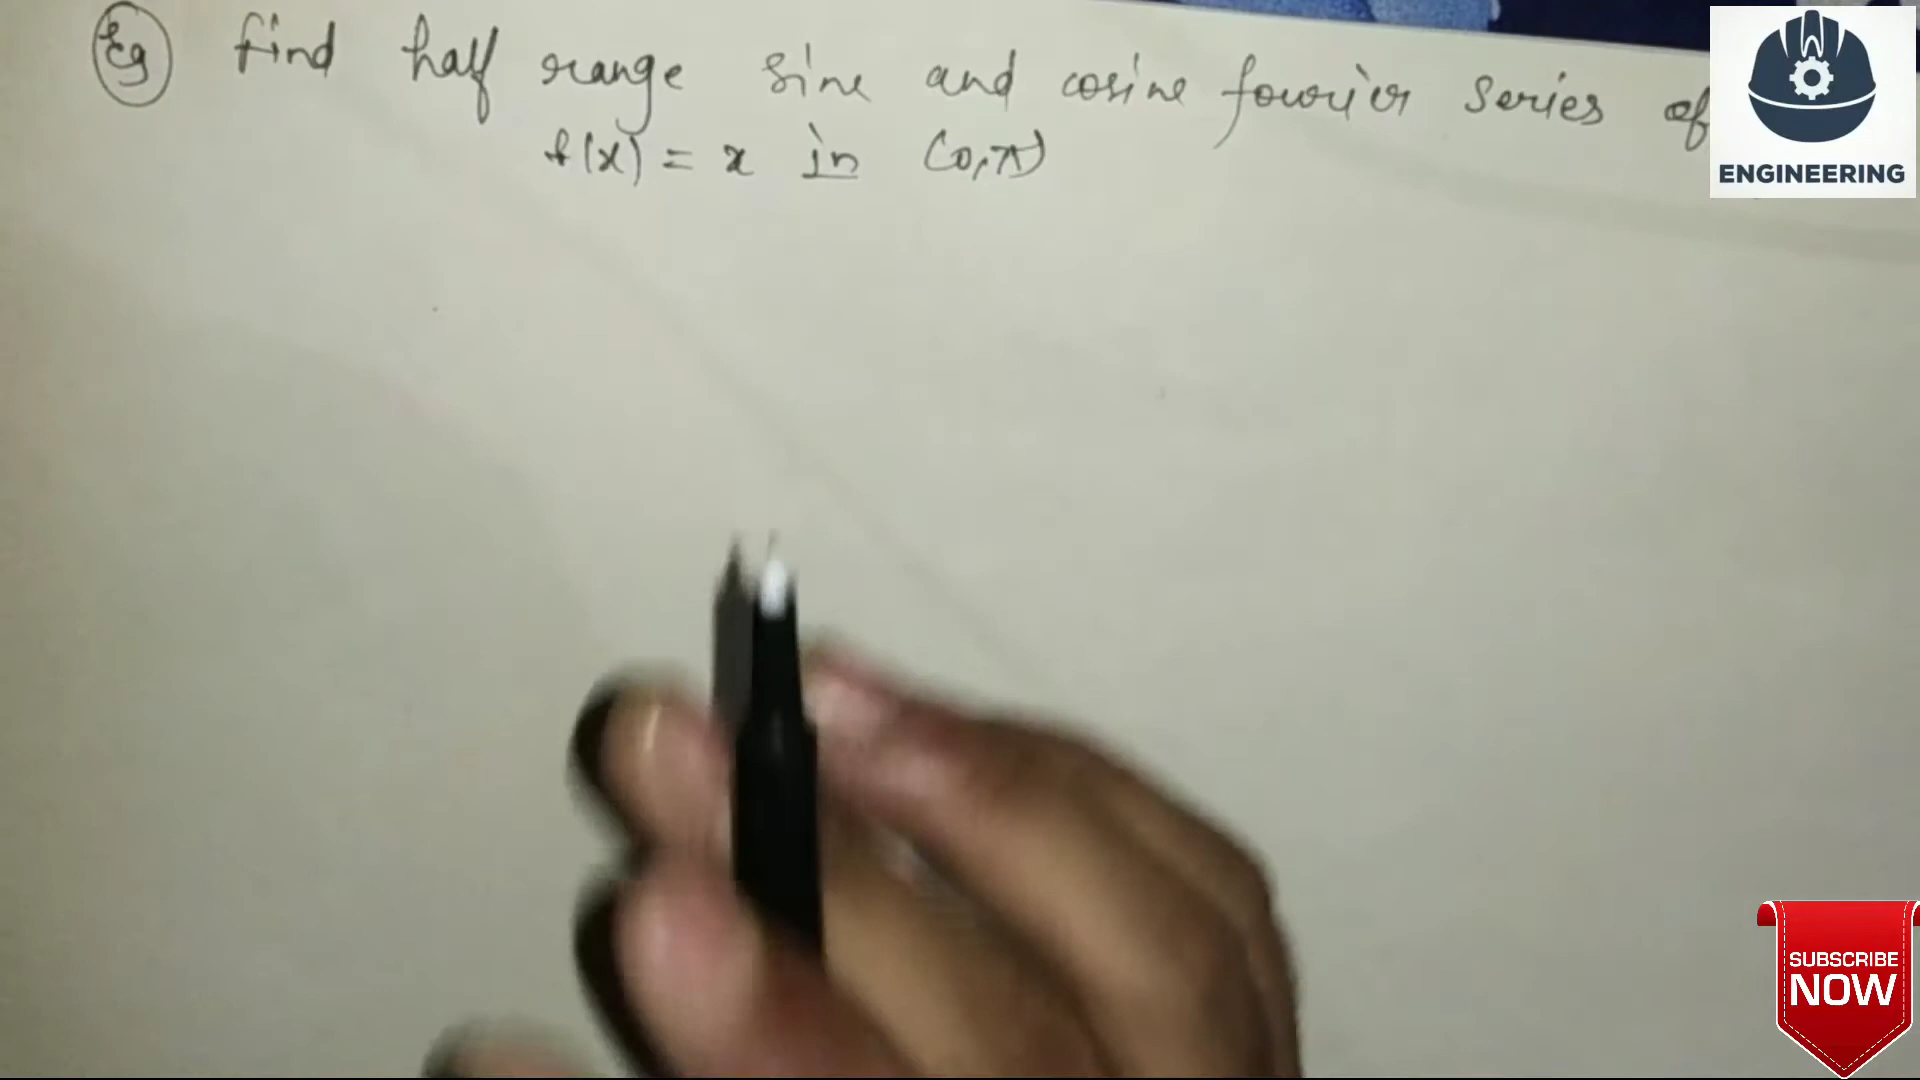 Eg find half range sine and cosine fourier series of
f(x) = x in (0,π)
ENGINEERING
SUBSCRIBE
NOW